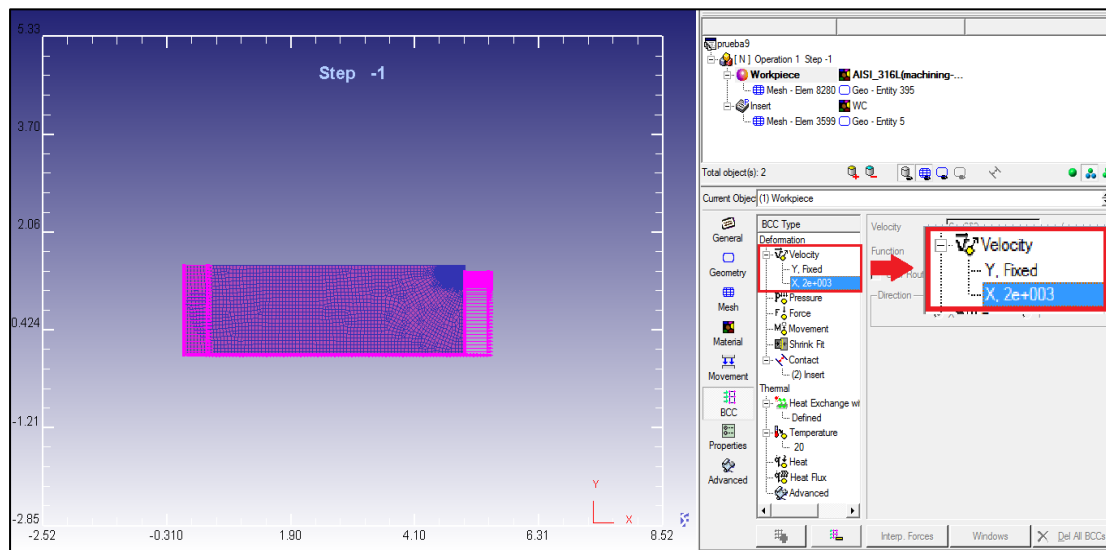 5.33
3.70
2.06
0.424
-1.21
-2.85
-2.52
-0.310
1.90
4.10
6.31
8.52
Step -1
Y
X
prueba9
[ N ] Operation 1 Step -1
Workpiece AISI_316L(machining-...
Mesh - Elem 8280 Geo - Entity 395
Insert WC
Mesh - Elem 3599 Geo - Entity 5
Total object(s): 2
Current Objec (1) Workpiece
General
Geometry
Mesh
Material
Movement
BCC
Properties
Advanced
BCC Type
Deformation
Velocity
Y, Fixed
X, 2e+003
Pressure
Force
Movement
Shrink Fit
Contact
(2) Insert
Thermal
Heat Exchange wi
Defined
Temperature
20
Heat
Heat Flux
Advanced
Velocity
Function
Direction
Velocity
Y, Fixed
X, 2e+003
Interp. Forces
Windows
Del All BCCs